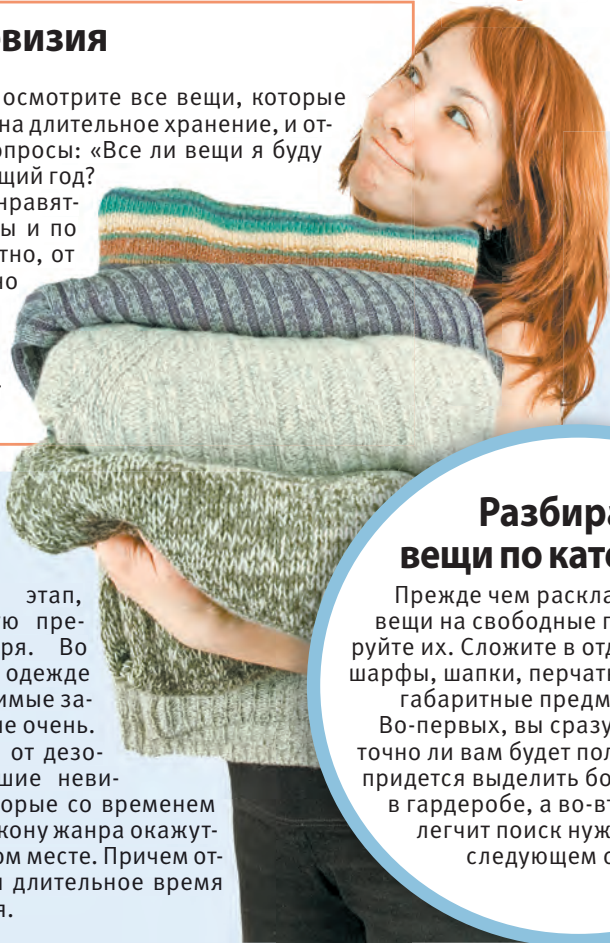 визия
осмотрите все вещи, которые
на длительное хранение, и от-
опросы: «Все ли вещи я буду
щий год?
нравят-
ы и по
тно, от
но
этап,
ую пре-
ря. Во
одежде
имые за-
не очень.
от дезо-
шие неви-
орые со временем
кону жанра окажут-
ом месте. Причем от-
длительное время
я.
Разбира
вещи по кате
Прежде чем раскла
вещи на свободные п
руйте их. Сложите в отд
шарфы, шапки, перчат
габаритные предм
Во-первых, вы сразу
точно ли вам будет пол
придется выделить бо
в гардеробе, а во-вт
легчит поиск нуж
следующем с